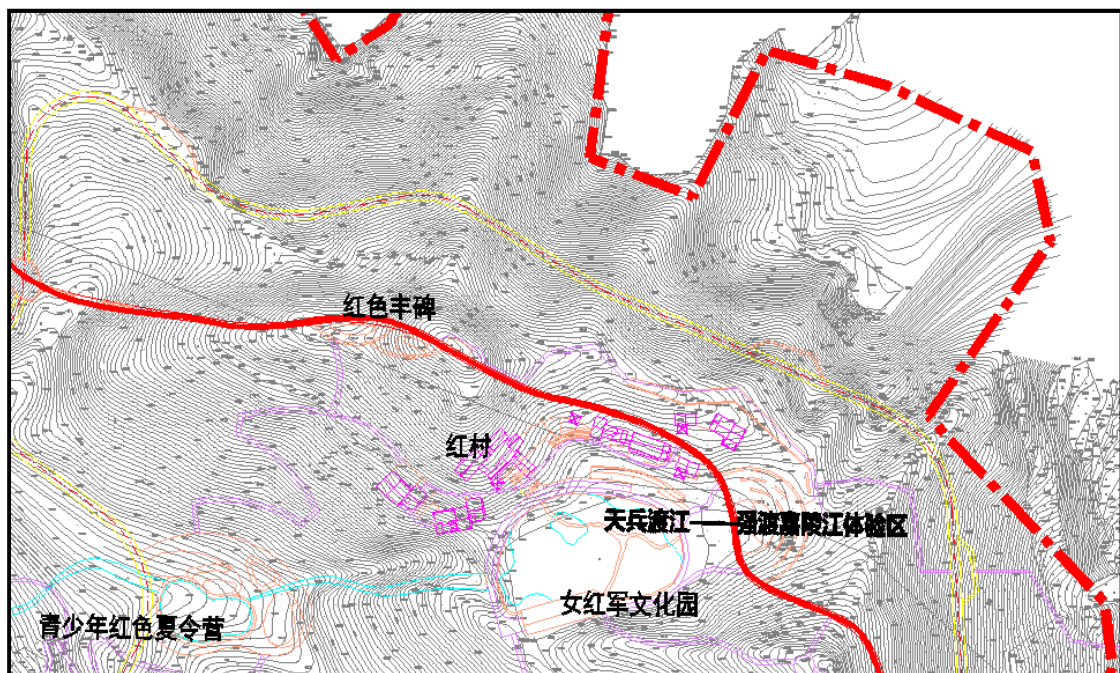 红色丰碑
红村
天兵渡江——强渡嘉陵江体验区
女红军文化园
青少年红色夏令营